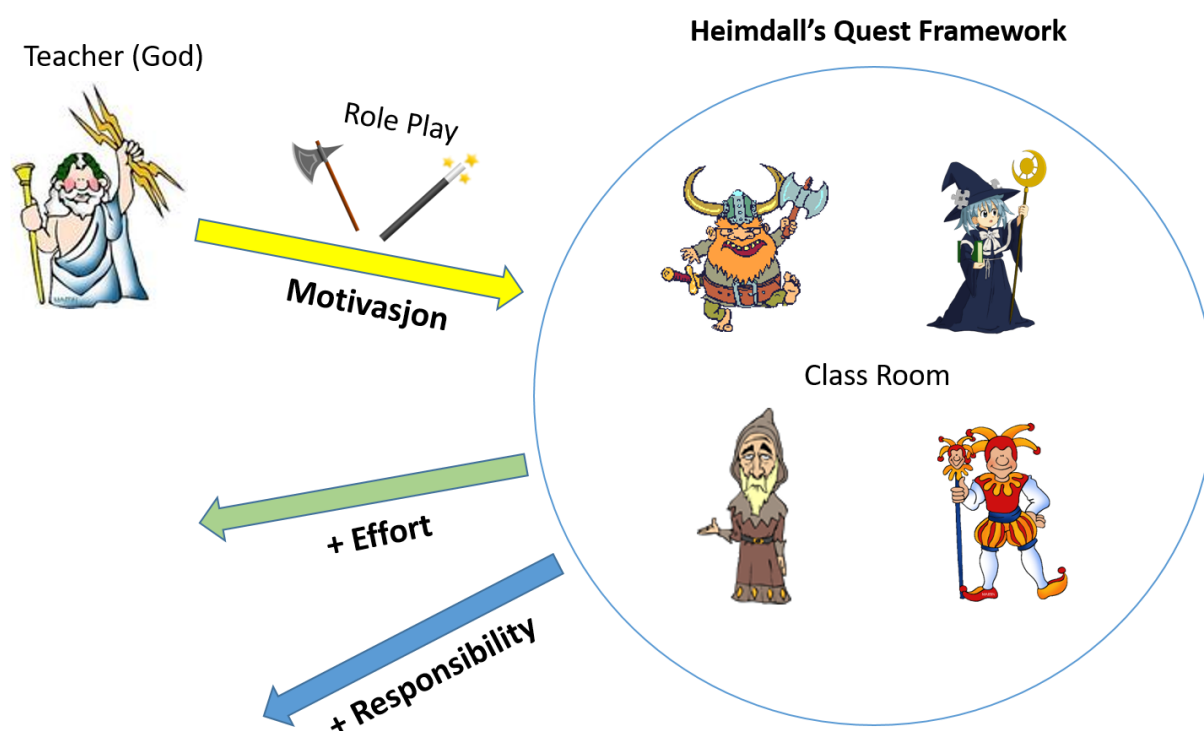 Heimdall's Quest Framework
Teacher (God)
Role Play
Motivasjon
Class Room
+ Effort
+ Responsibility